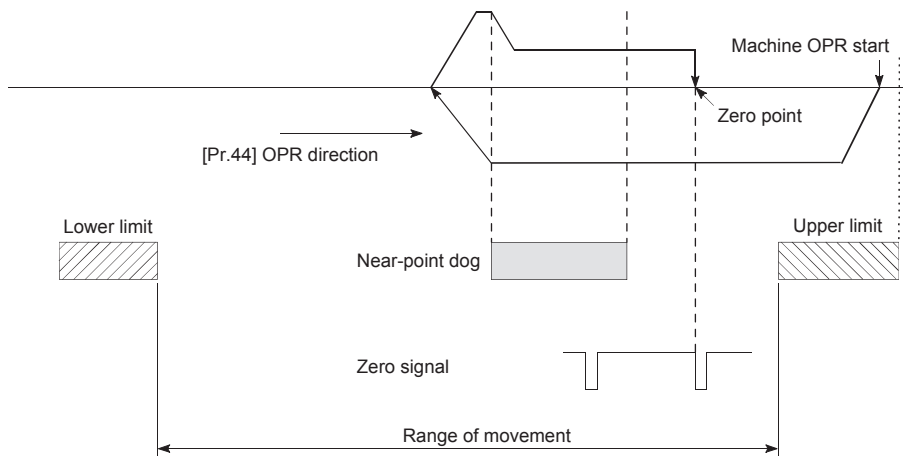 Machine OPR start
Zero point
[Pr.44] OPR direction
Lower limit
Upper limit
Near-point dog
Zero signal
Range of movement